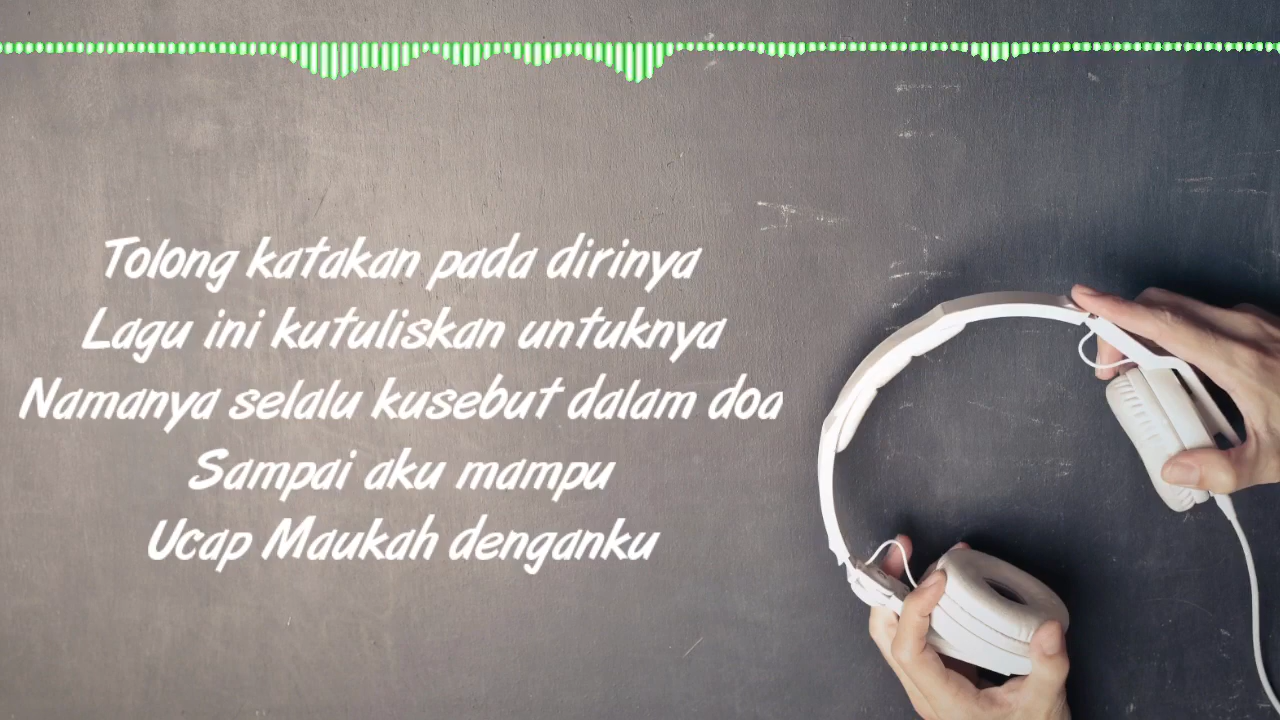 Tolong katakan pada dirinya
Lagu ini kutuliskan untuknya
Namanya selalu kusebut dalam doa
Sampai aku mampu
Ucap Maukah denganku